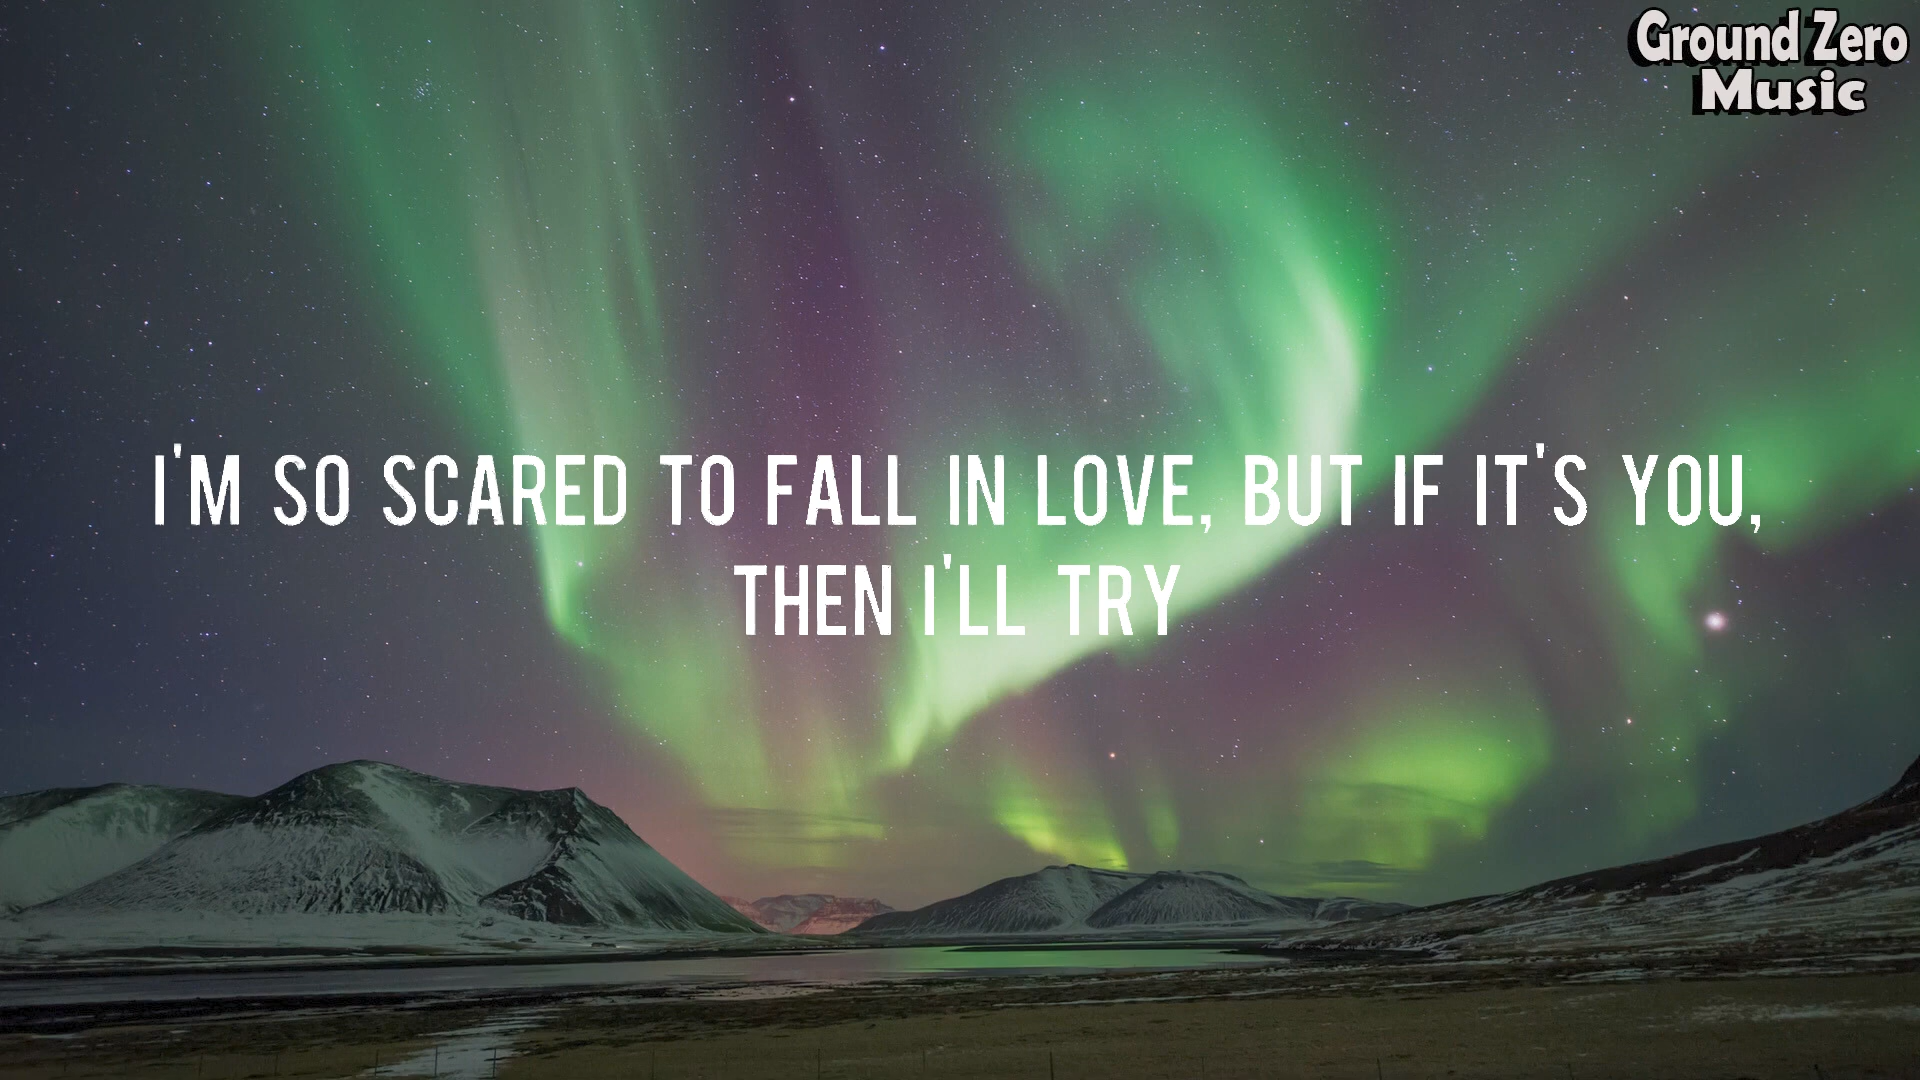 Ground Zero
Music
I'M SO SCARED TO FALL IN LOVE, BUT IF IT'S YOU,
THEN I'LL TRY